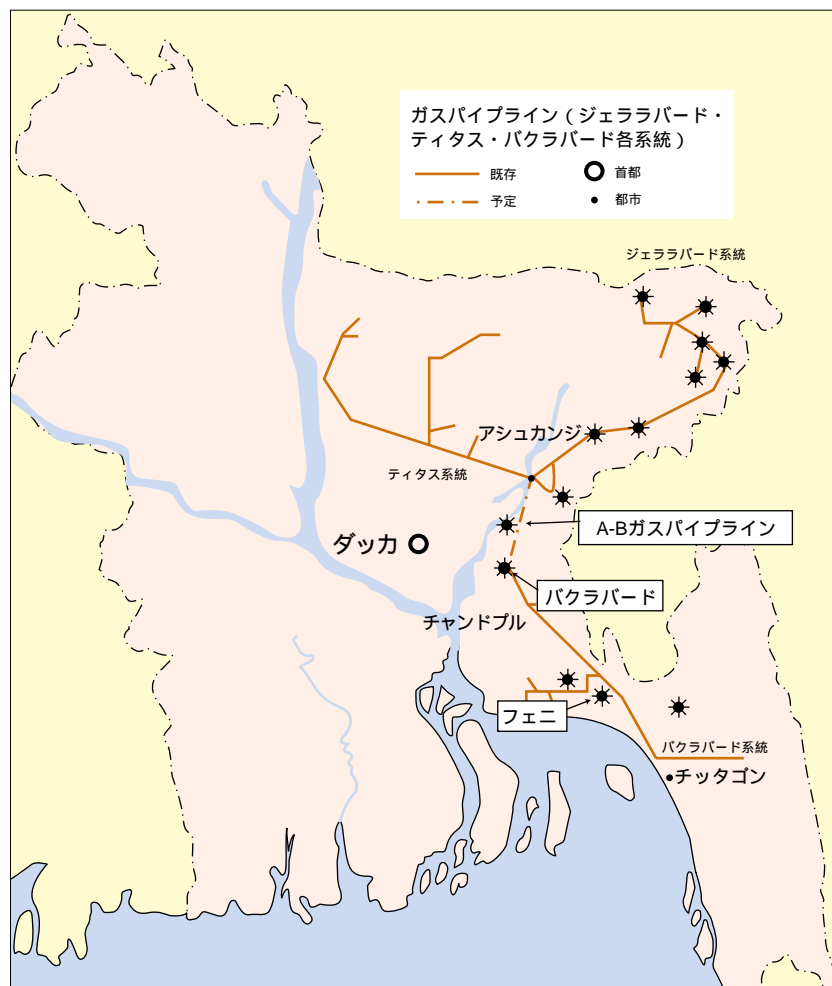 ガスパイプライン（ジェララバード・
ティタス・バクラバード各系統）
既存
首都
予定
都市
ジェララバード系統
アシュカンジ
ティタス系統
A-Bガスパイプライン
ダッカ
バクラバード
チャンドプル
フェニ
バクラバード系統
チッタゴン